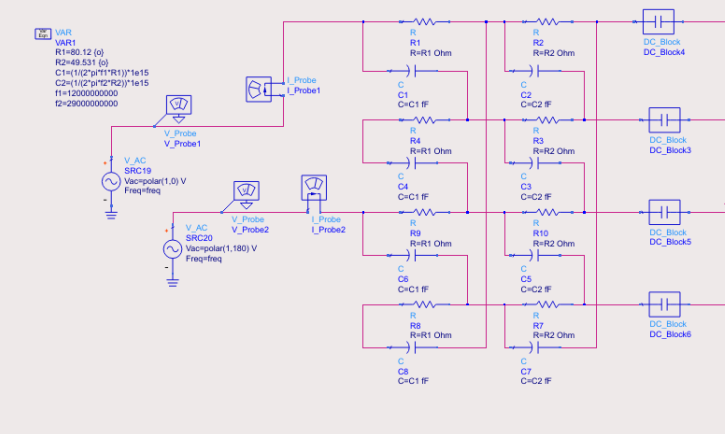 Var
Eqn
VAR
VAR1
R1=80.12 {o}
R2=49.531 {o}
C1=(1/(2*pi*f1*R1))*1e15
C2=(1/(2*pi*f2*R2))*1e15
f1=12000000000
f2=29000000000
I_Probe
I_Probe1
V_Probe
V_Probe1
V_AC
SRC19
Vac=polar(1,0) V
Freq=freq
V_Probe
V_Probe2
I_Probe
I_Probe2
V_AC
SRC20
Vac=polar(1,180) V
Freq=freq
R
R1
R=R1 Ohm
R
R2
R=R2 Ohm
DC_Block
DC_Block4
C
C1
C=C1 fF
C
C2
C=C2 fF
R
R4
R=R1 Ohm
R
R3
R=R2 Ohm
DC_Block
DC_Block3
C
C4
C=C1 fF
C
C3
C=C2 fF
R
R9
R=R1 Ohm
R
R10
R=R2 Ohm
DC_Block
DC_Block5
C
C6
C=C1 fF
C
C5
C=C2 fF
R
R8
R=R1 Ohm
R
R7
R=R2 Ohm
DC_Block
DC_Block6
C
C8
C=C1 fF
C
C7
C=C2 fF